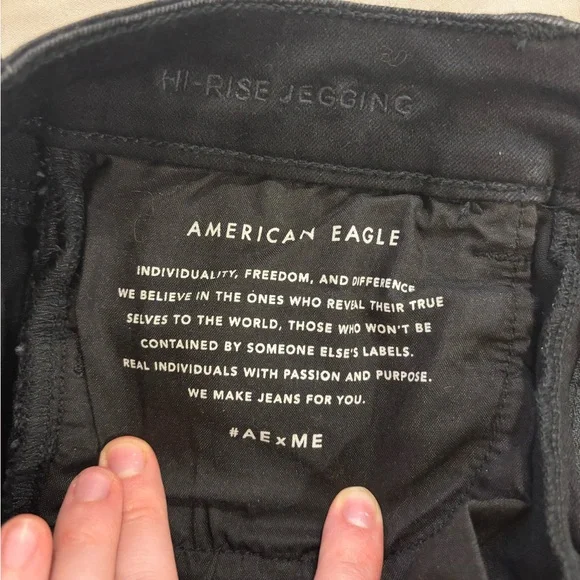 HI-RISE JEGGING
AMERICAN EAGLE
INDIVIDUALITY, FREEDOM, AND DIFFERENCE
WE BELIEVE IN THE ONES WHO REVEAL THEIR TRUE
SELVES TO THE WORLD, THOSE WHO WON'T BE
CONTAINED BY SOMEONE ELSE'S LABELS.
REAL INDIVIDUALS WITH PASSION AND PURPOSE.
WE MAKE JEANS FOR YOU.
#AExME